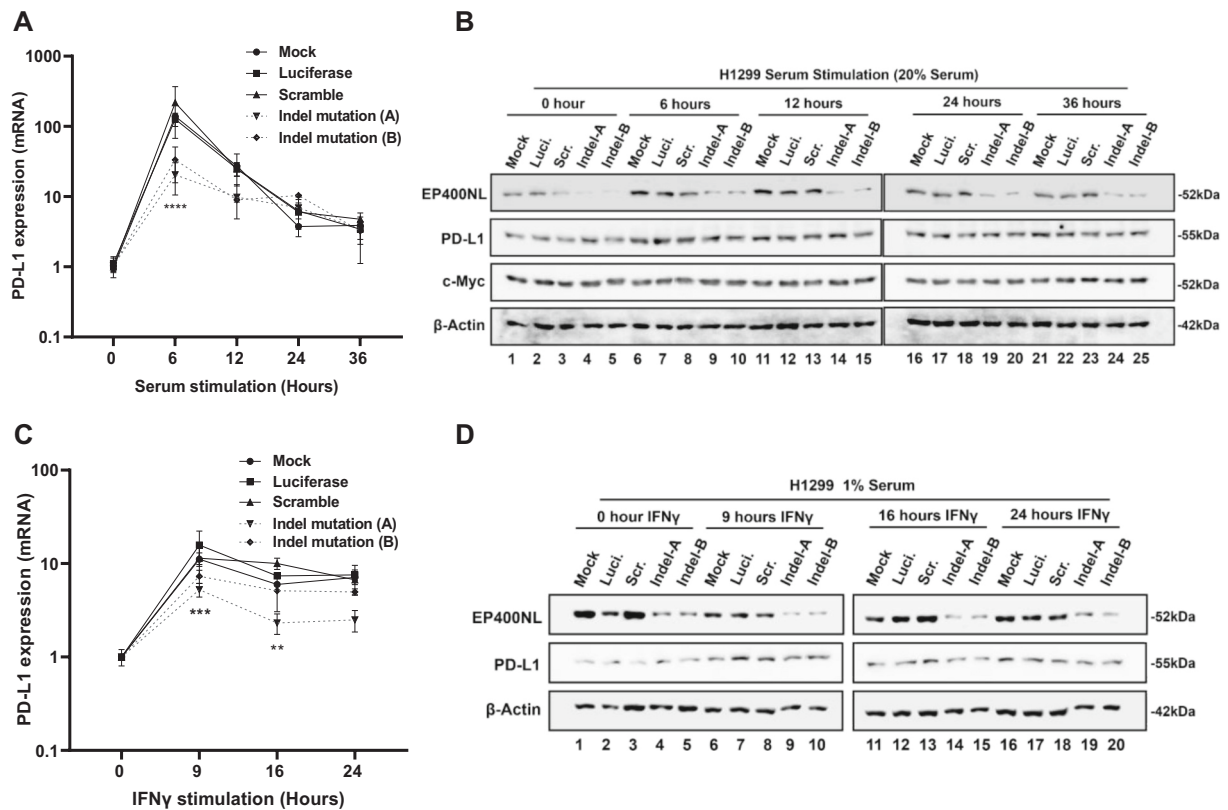 A
1000
100
10
1
0.1
PD-L1 expression (mRNA)
Mock
Luciferase
Scramble
Indel mutation (A)
Indel mutation (B)
****
0 6 12 24 36
Serum stimulation (Hours)
B
H1299 Serum Stimulation (20% Serum)
0 hour 6 hours 12 hours 24 hours 36 hours
Mock Luci. Scr. Indel-A Indel-B Mock Luci. Scr. Indel-A Indel-B Mock Luci. Scr. Indel-A Indel-B Mock Luci. Scr. Indel-A Indel-B Mock Luci. Scr. Indel-A Indel-B
EP400NL -52kDa
PD-L1 -55kDa
c-Myc -52kDa
β-Actin -42kDa
1 2 3 4 5 6 7 8 9 10 11 12 13 14 15 16 17 18 19 20 21 22 23 24 25
C
100
10
1
0.1
PD-L1 expression (mRNA)
Mock
Luciferase
Scramble
Indel mutation (A)
Indel mutation (B)
***
**
0 9 16 24
IFNγ stimulation (Hours)
D
H1299 1% Serum
0 hour IFNγ 9 hours IFNγ 16 hours IFNγ 24 hours IFNγ
Mock Luci. Scr. Indel-A Indel-B Mock Luci. Scr. Indel-A Indel-B Mock Luci. Scr. Indel-A Indel-B Mock Luci. Scr. Indel-A Indel-B
EP400NL -52kDa
PD-L1 -55kDa
β-Actin -42kDa
1 2 3 4 5 6 7 8 9 10 11 12 13 14 15 16 17 18 19 20